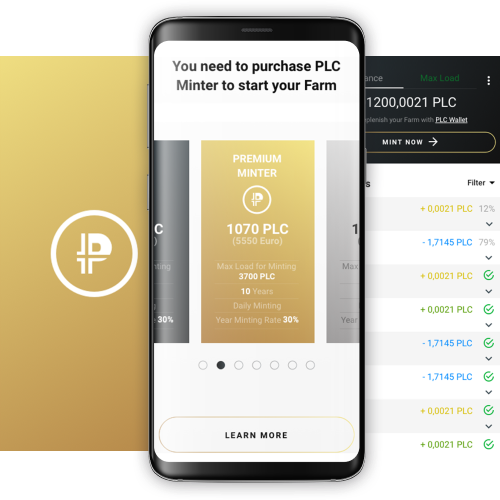 You need to purchase PLC
Minter to start your Farm
PREMIUM
MINTER
1070 PLC
(5550 Euro)
Max Load for Minting
3700 PLC
10 Years
Daily Minting
Year Minting Rate 30%
C
)
nting
30%
1
Max
Year
LEARN MORE
ance
Max Load
1200,0021 PLC
plenish your Farm with PLC Wallet
MINT NOW
s
Filter
+ 0,0021 PLC 12%
- 1,7145 PLC 79%
+ 0,0021 PLC
+ 0,0021 PLC
- 1,7145 PLC
- 1,7145 PLC
+ 0,0021 PLC
+ 0,0021 PLC